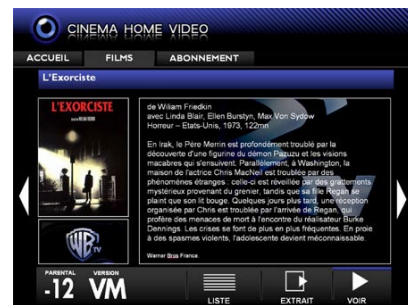 CINEMA HOME VIDEO
ACCUEIL FILMS ABONNEMENT
L'Exorciste
L'EXORCISTE
de William Friedkin
avec Linda Blair, Ellen Burstyn, Max Von Sydow
Horreur – Etats-Unis, 1973, 122mn
En Irak, le Père Merrin est profondément troublé par la
découverte d'une figurine du démon Pazuzu et les visions
macabres qui s'ensuivent. Parallèlement, à Washington, la
maison de l'actrice Chris MacNeil est troublée par des
phénomènes étranges : celle-ci est réveillée par des grattements
mystérieux provenant du grenier, tandis que sa fille Regan se
plaint que son lit bouge. Quelques jours plus tard, une réception
organisée par Chris est troublée par l'arrivée de Regan, qui
profère des menaces de mort à l'encontre du réalisateur Burke
Dennings. Les crises se font de plus en plus fréquentes. En proie
à des spasmes violents, l'adolescente devient méconnaissable.
Warner Bros France.
WB TV
PARENTAL VERSION
-12 VM
LISTE EXTRAIT VOIR